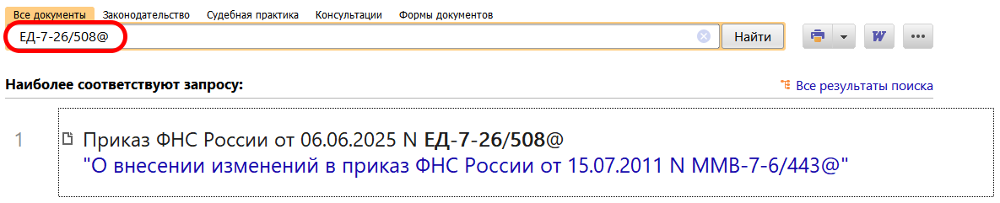 Все документы Законодательство Судебная практика Консультации Формы документов
ЕД-7-26/508@ Найти
Наиболее соответствуют запросу: Все результаты поиска
1 Приказ ФНС России от 06.06.2025 N ЕД-7-26/508@
"О внесении изменений в приказ ФНС России от 15.07.2011 N ММВ-7-6/443@"